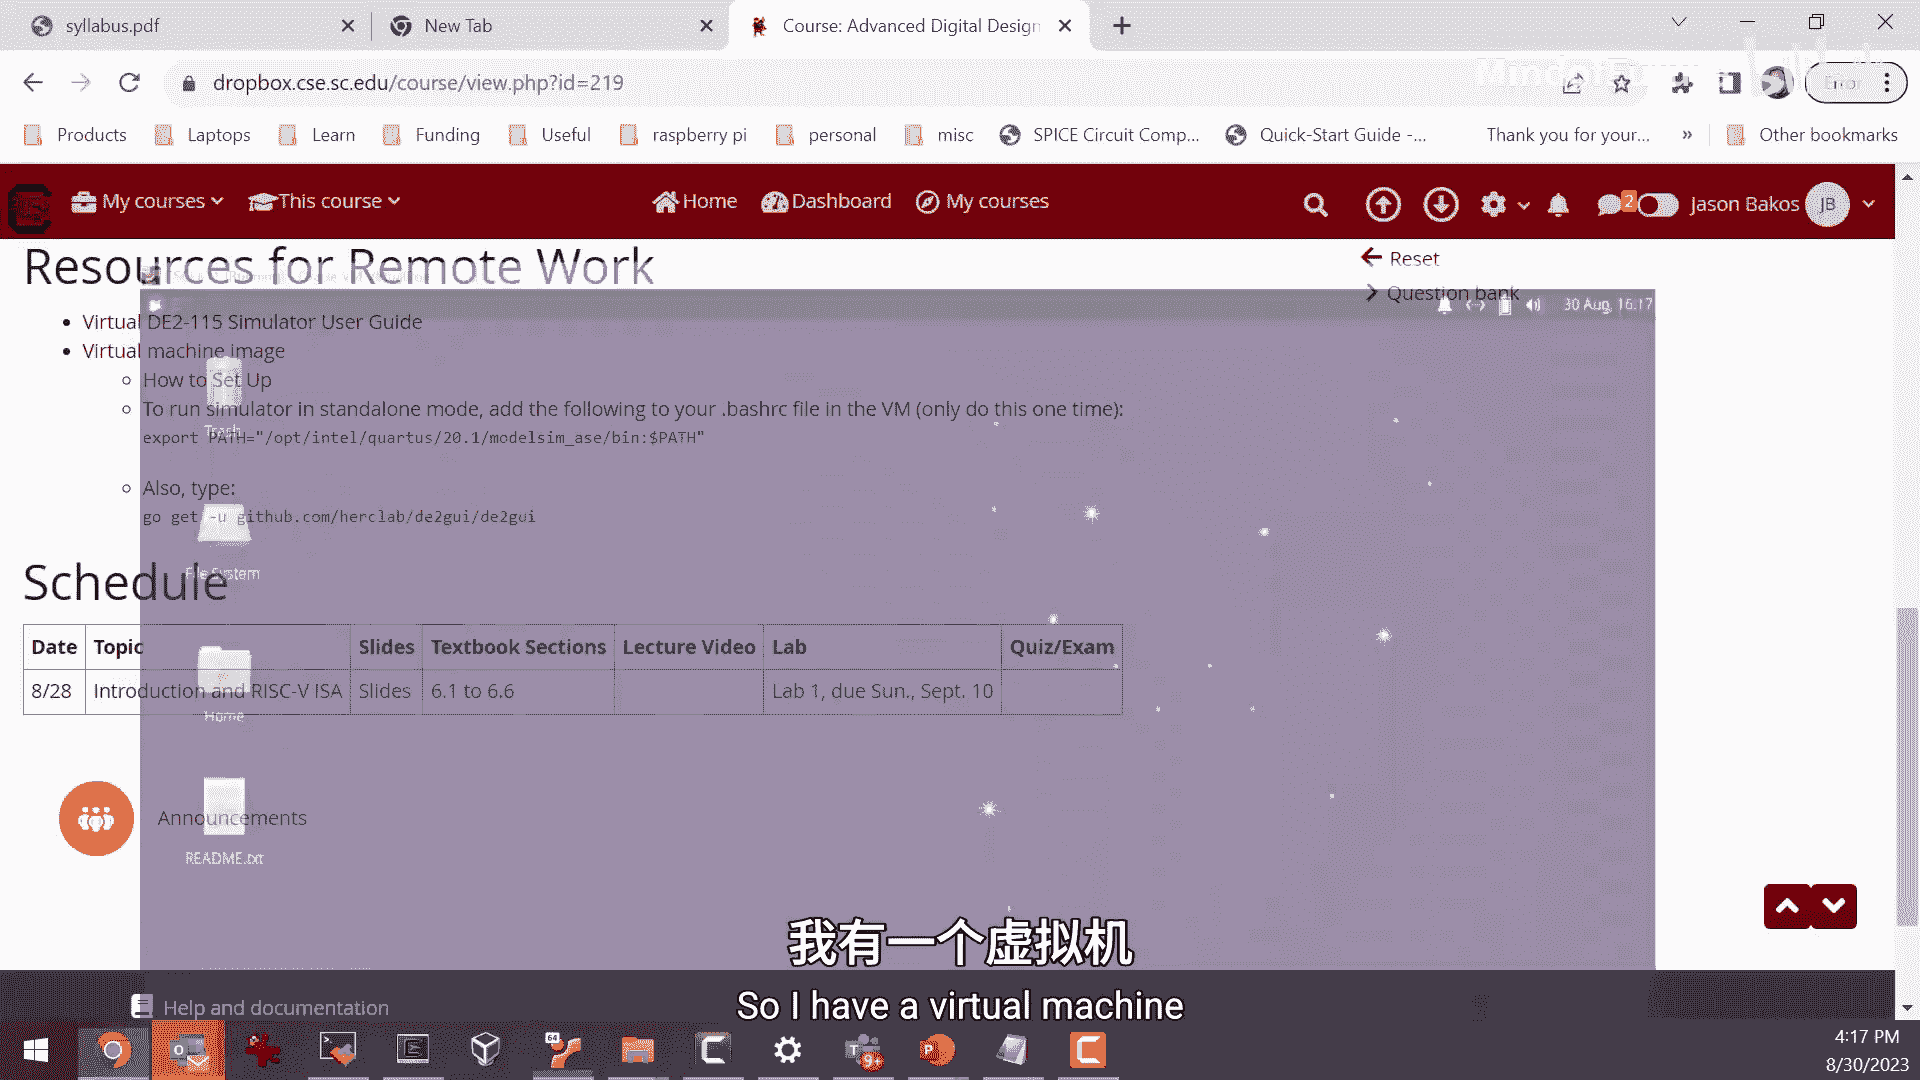 syllabus.pdf
New Tab
Course: Advanced Digital Design
dropbox.cse.sc.edu/course/view.php?id=219
Error
Products
Laptops
Learn
Funding
Useful
raspberry pi
personal
misc
SPICE Circuit Comp...
Quick-Start Guide -...
Thank you for your...
»
Other bookmarks
My courses
This course
Home
Dashboard
My courses
2
Jason Bakos
JB
Resources for Remote Work
Reset
Question bank
30 Aug, 16:17
Virtual DE2-115 Simulator User Guide
Virtual machine image
How to Set Up
To run simulator in standalone mode, add the following to your .bashrc file in the VM (only do this one time):
Trash
export PATH="/opt/intel/quartus/20.1/modelsim_ase/bin:$PATH"
Also, type:
go get -u github.com/herclab/de2gui/de2gui
File System
Schedule
Date Topic Slides Textbook Sections Lecture Video Lab Quiz/Exam
8/28 Introduction and RISC-V ISA Slides 6.1 to 6.6 Lab 1, due Sun., Sept. 10
Home
Announcements
README.txt
我有一个虚拟机
So I have a virtual machine
Help and documentation
64
9+
4:17 PM
8/30/2023